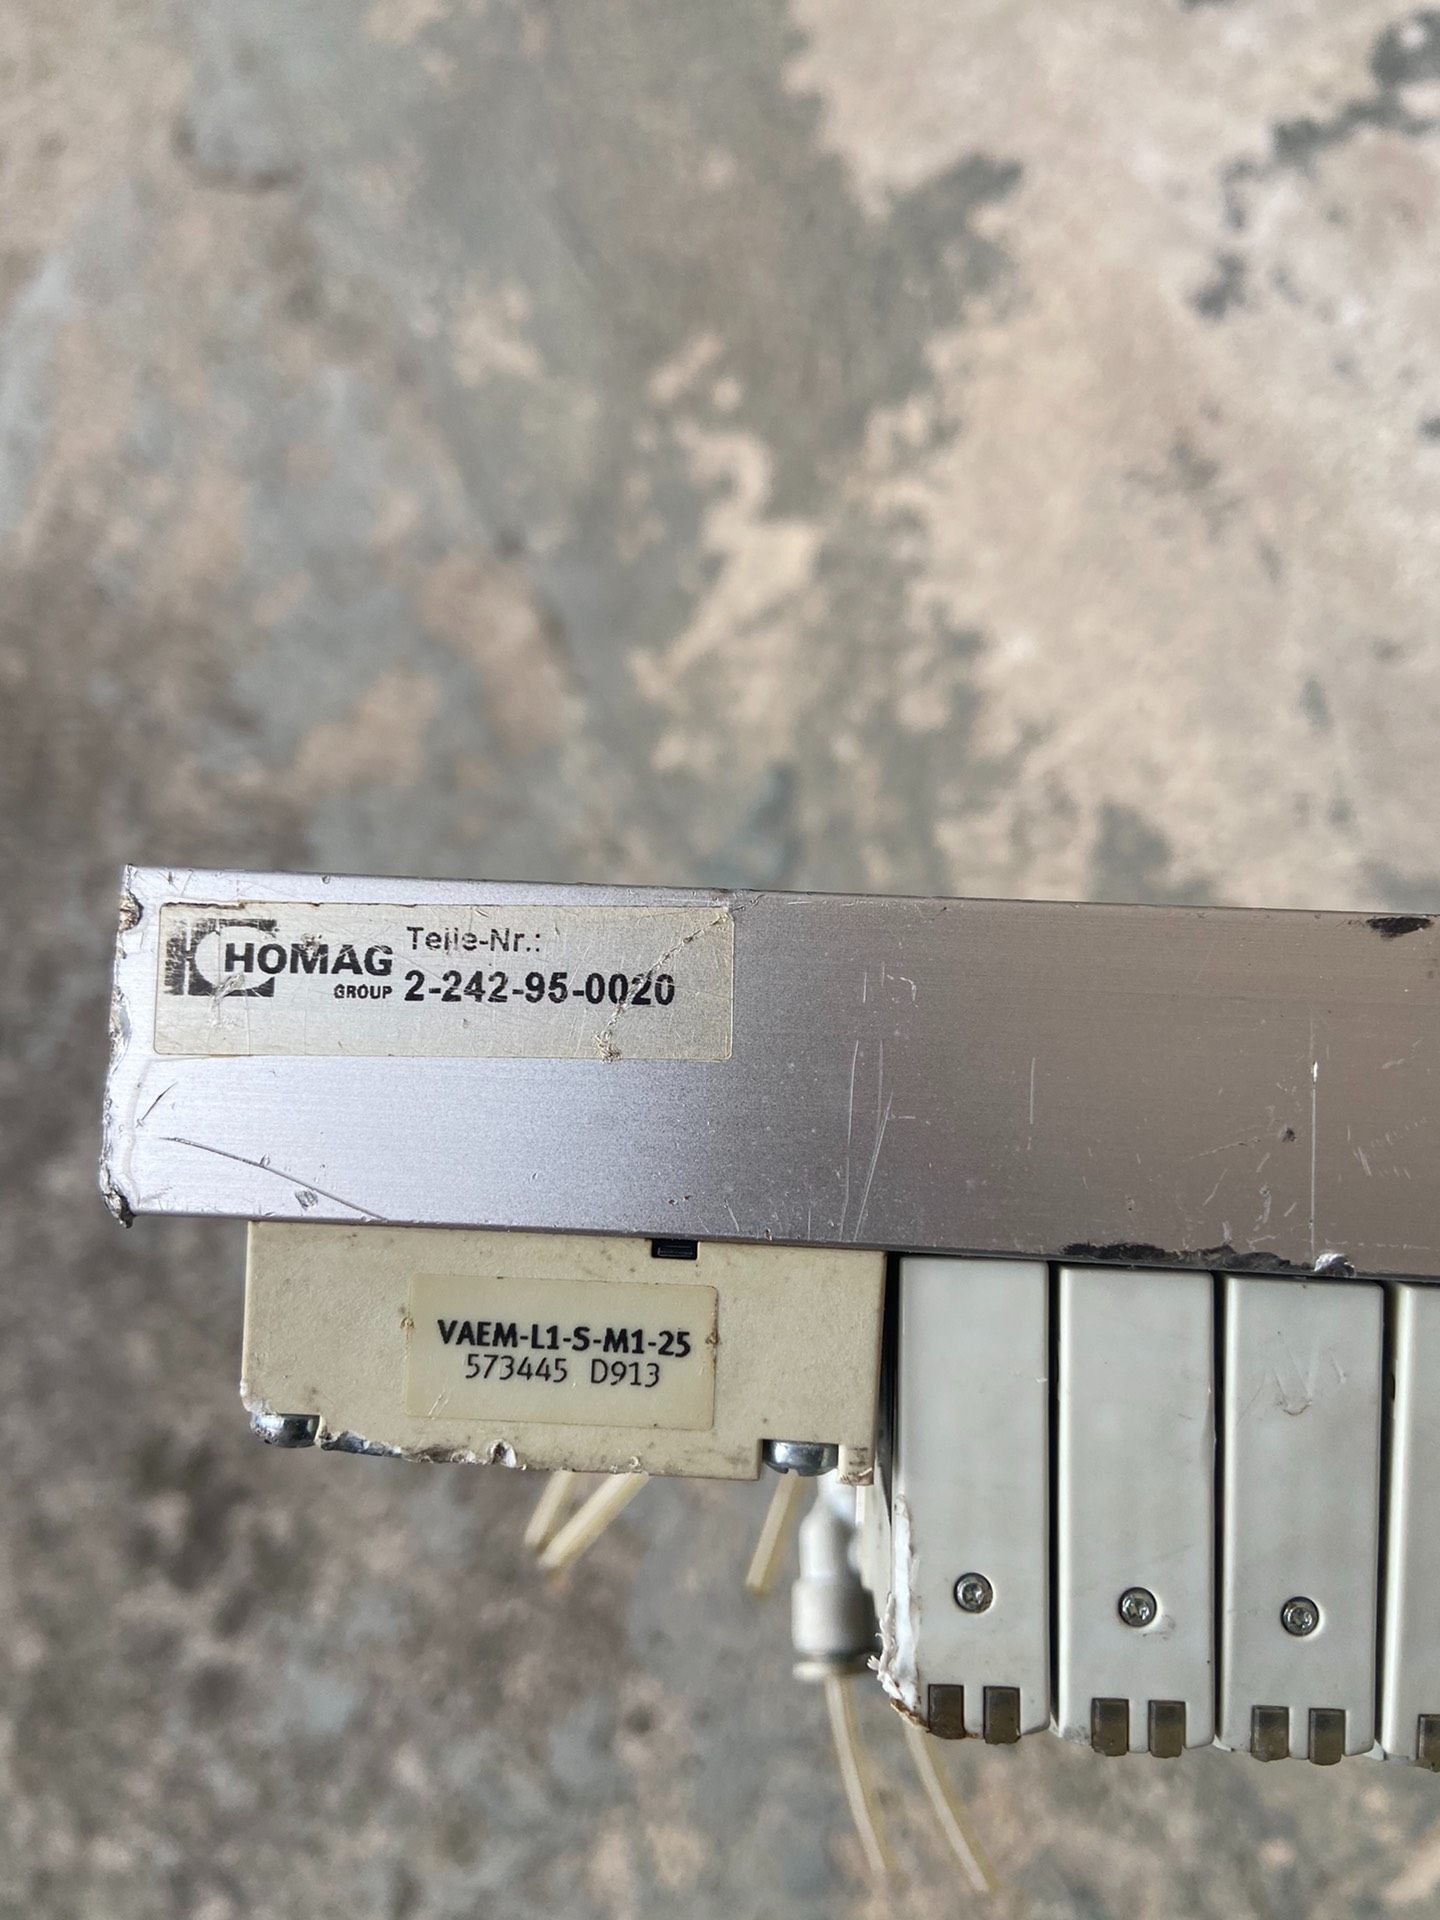 HOMAG
GROUP
Teile-Nr.:
2-242-95-0020
VAEM-L1-S-M1-25
573445 D913